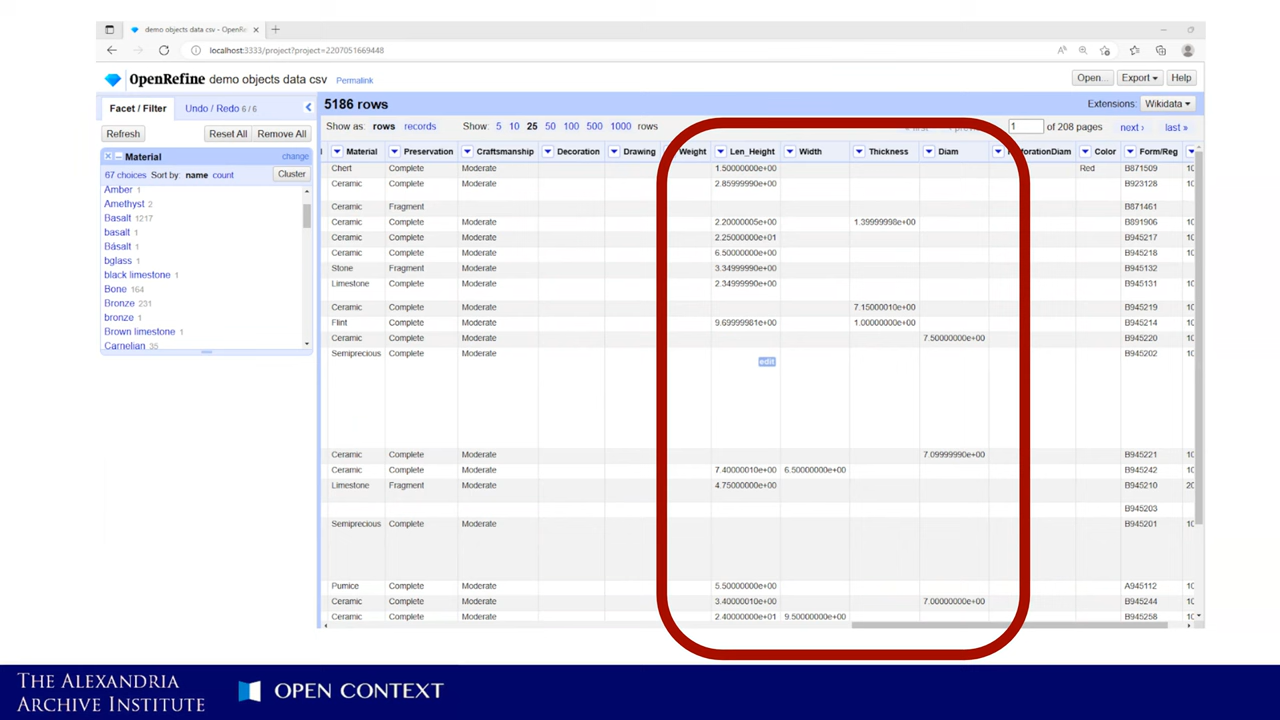 demo objects data csv - OpenRefi
localhost:3333/project?project=2207051669448
OpenRefine demo objects data csv Permalink
Open... Export Help
Facet / Filter Undo / Redo 6 / 6
5186 rows
Extensions: Wikidata
Refresh Reset All Remove All
Show as: rows records Show: 5 10 25 50 100 500 1000 rows
1 of 208 pages next › last »
Material change
67 choices Sort by: name count Cluster
Amber 1
Amethyst 2
Basalt 1217
basalt 1
Básalt 1
bglass 1
black limestone 1
Bone 164
Bronze 231
bronze 1
Brown limestone 1
Carnelian 35
Material Preservation Craftsmanship Decoration Drawing Weight Len_Height Width Thickness Diam Color Form/Reg
Chert Complete Moderate 1.50000000e+00 Red B871509
Ceramic Complete Moderate 2.85999990e+00 B923128
Ceramic Fragment B871461
Ceramic Complete Moderate 2.20000005e+00 1.39999998e+00 B891906
Ceramic Complete Moderate 2.25000000e+01 B945217
Ceramic Complete Moderate 6.50000000e+00 B945218
Stone Fragment Moderate 3.34999990e+00 B945132
Limestone Complete Moderate 2.34999990e+00 B945131
Ceramic Complete Moderate 7.15000010e+00 B945219
Flint Complete Moderate 9.69999981e+00 1.00000000e+00 B945214
Ceramic Complete Moderate 7.50000000e+00 B945220
Semiprecious Complete Moderate B945202
edit
Ceramic Complete Moderate 7.09999990e+00 B945221
Ceramic Complete Moderate 7.40000010e+00 6.50000000e+00 B945242
Limestone Fragment Moderate 4.75000000e+00 B945210
B945203
Semiprecious Complete Moderate B945201
Pumice Complete Moderate 5.50000000e+00 A945112
Ceramic Complete Moderate 3.40000010e+00 7.00000000e+00 B945244
Ceramic Complete Moderate 2.40000000e+01 9.50000000e+00 B945258
THE ALEXANDRIA
ARCHIVE INSTITUTE
OPEN CONTEXT